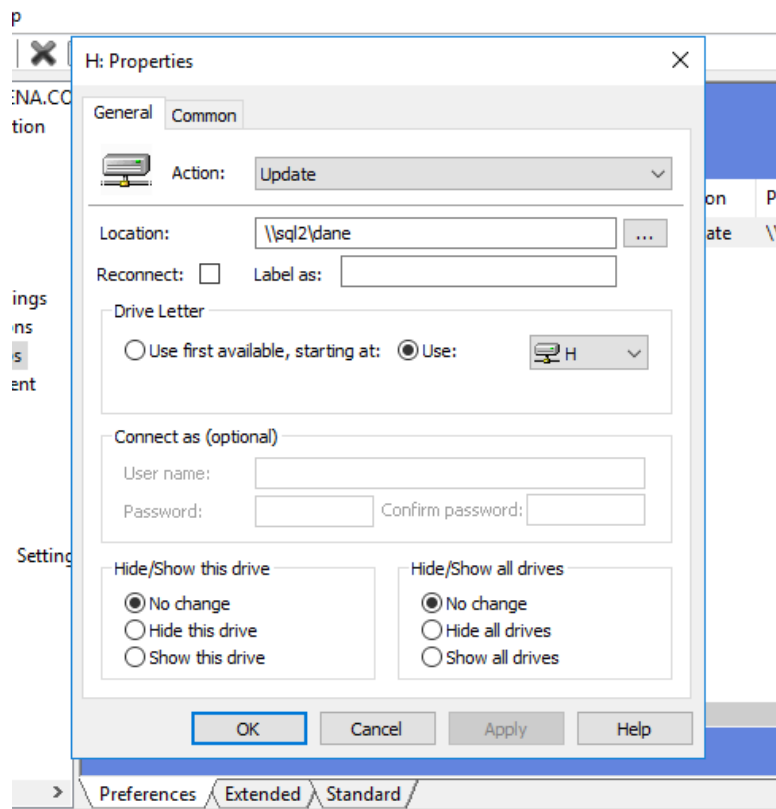 p
H: Properties
ENA.CO
tion
General Common
Action: Update
on P
Location: \\sql2\dane ...
ate \\
Reconnect: Label as:
ings
Drive Letter
ons
Use first available, starting at: Use: H
s
ent
Connect as (optional)
User name:
Password: Confirm password:
Setting
Hide/Show this drive Hide/Show all drives
No change No change
Hide this drive Hide all drives
Show this drive Show all drives
OK Cancel Apply Help
> Preferences Extended Standard